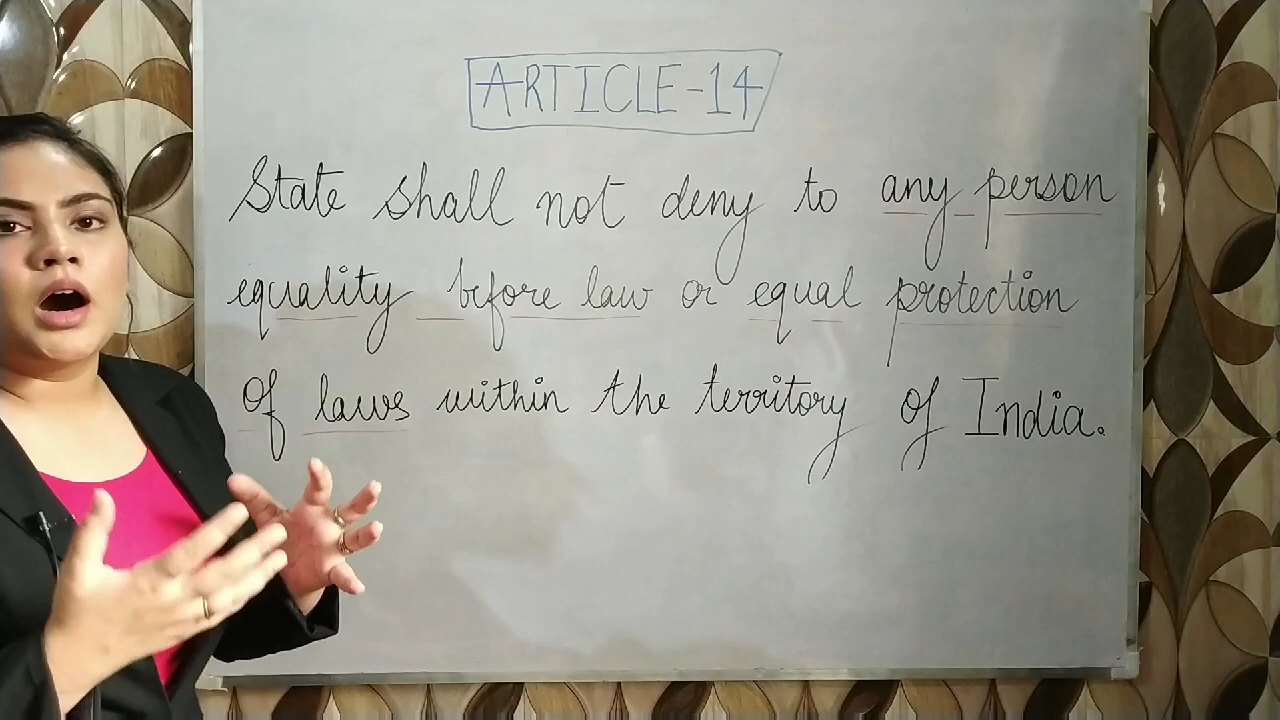 ARTICLE-14
State shall not deny to any person
equality before law or equal protection
of laws within the territory of India.